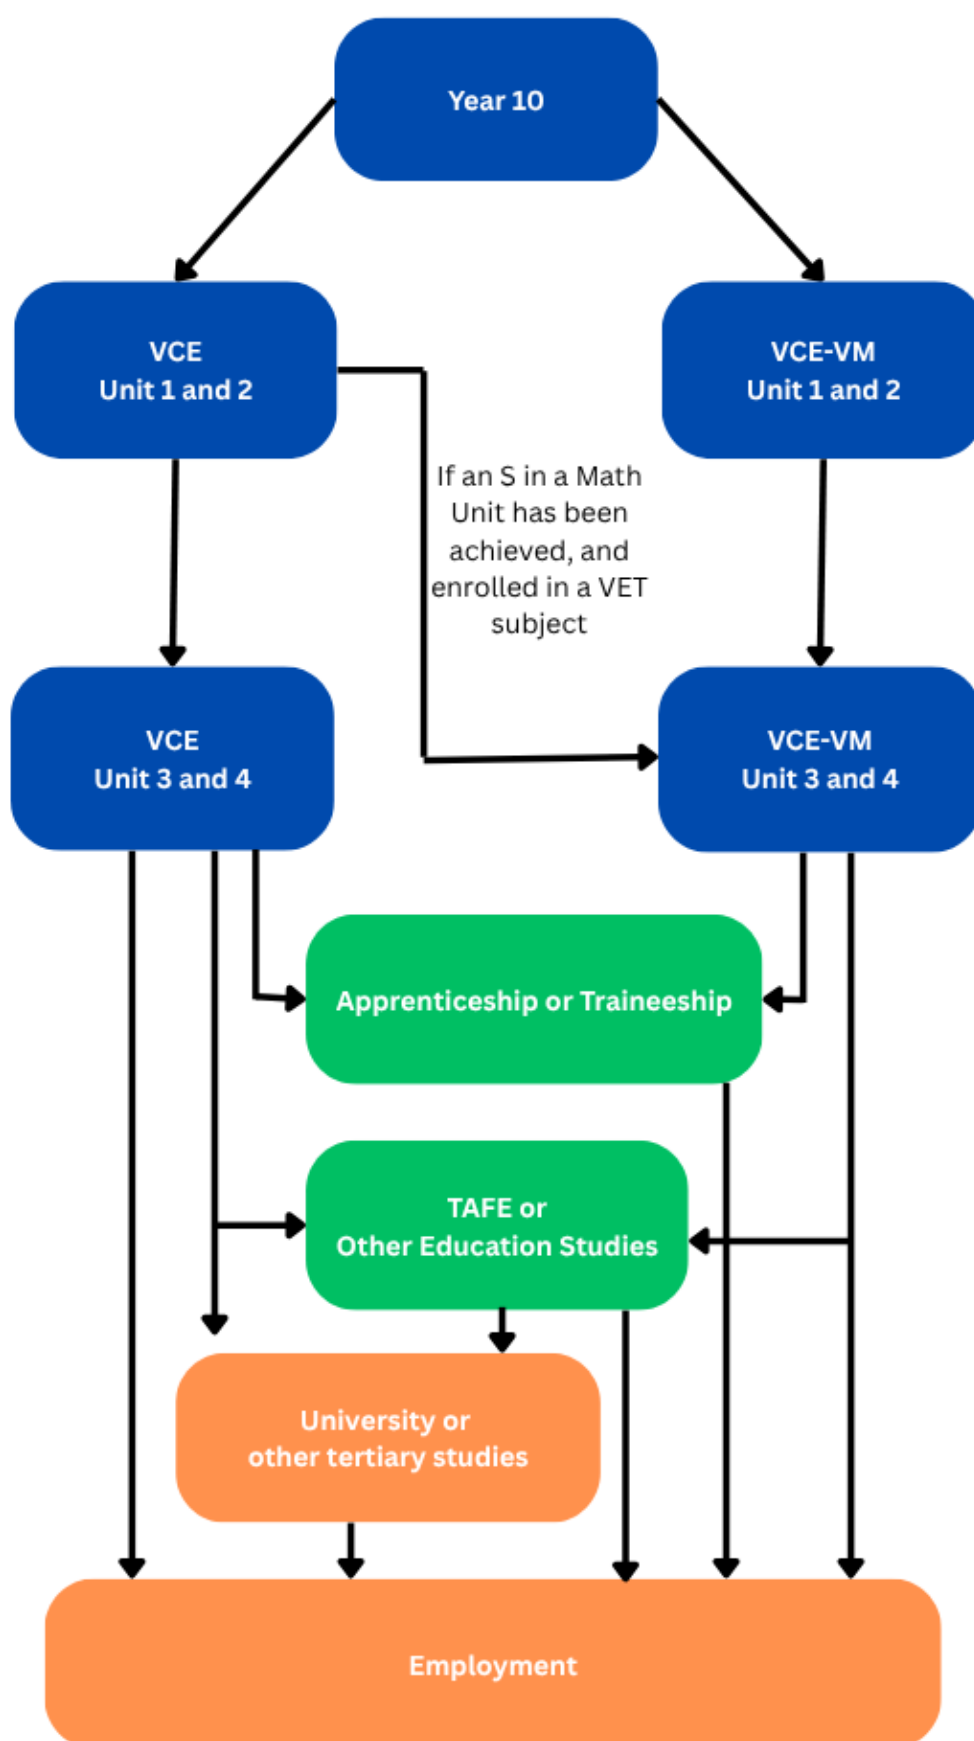 Year 10
VCE
Unit 1 and 2
VCE-VM
Unit 1 and 2
If an S in a Math
Unit has been
achieved, and
enrolled in a VET
subject
VCE
Unit 3 and 4
VCE-VM
Unit 3 and 4
Apprenticeship or Traineeship
TAFE or
Other Education Studies
University or
other tertiary studies
Employment